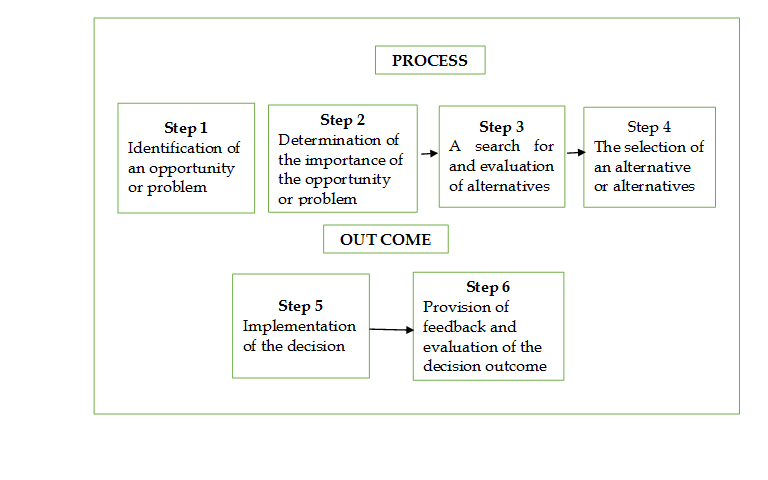 PROCESS
Step 1
Identification of
an opportunity
or problem
Step 2
Determination of
the importance of
the opportunity
or problem
Step 3
A search for
and evaluation
of alternatives
Step 4
The selection of
an alternative
or alternatives
OUT COME
Step 5
Implementation
of the decision
Step 6
Provision of
feedback and
evaluation of the
decision outcome